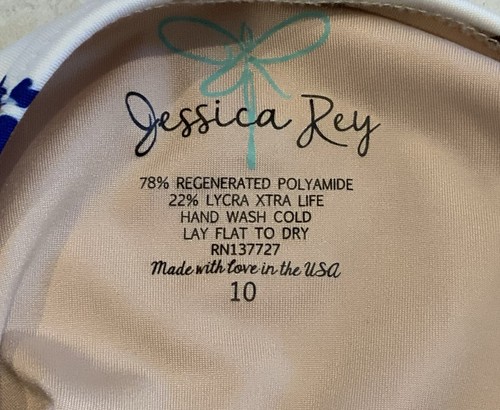 Jessica Rey
78% REGENERATED POLYAMIDE
22% LYCRA XTRA LIFE
HAND WASH COLD
LAY FLAT TO DRY
RN137727
Made with love in the USA
10